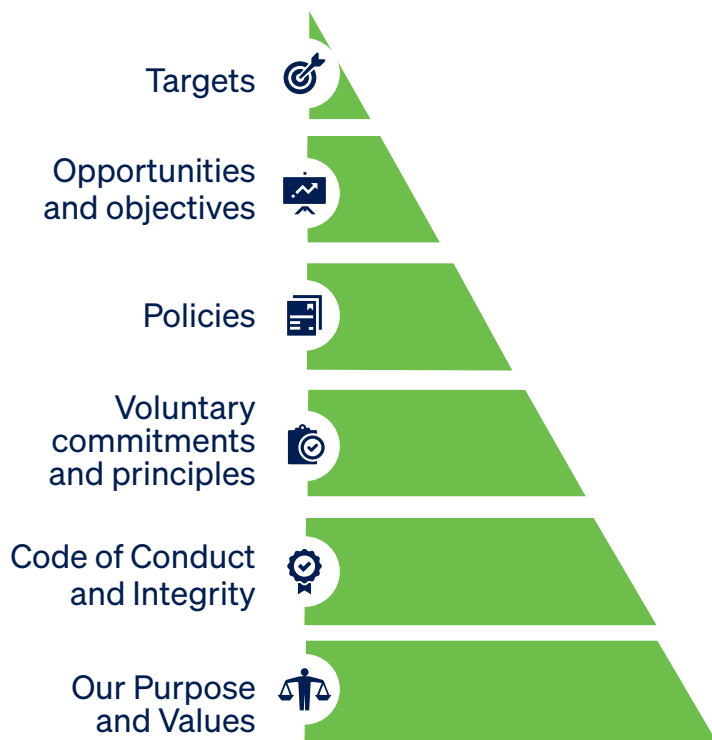 Targets
Opportunities
and objectives
Policies
Voluntary
commitments
and principles
Code of Conduct
and Integrity
Our Purpose
and Values